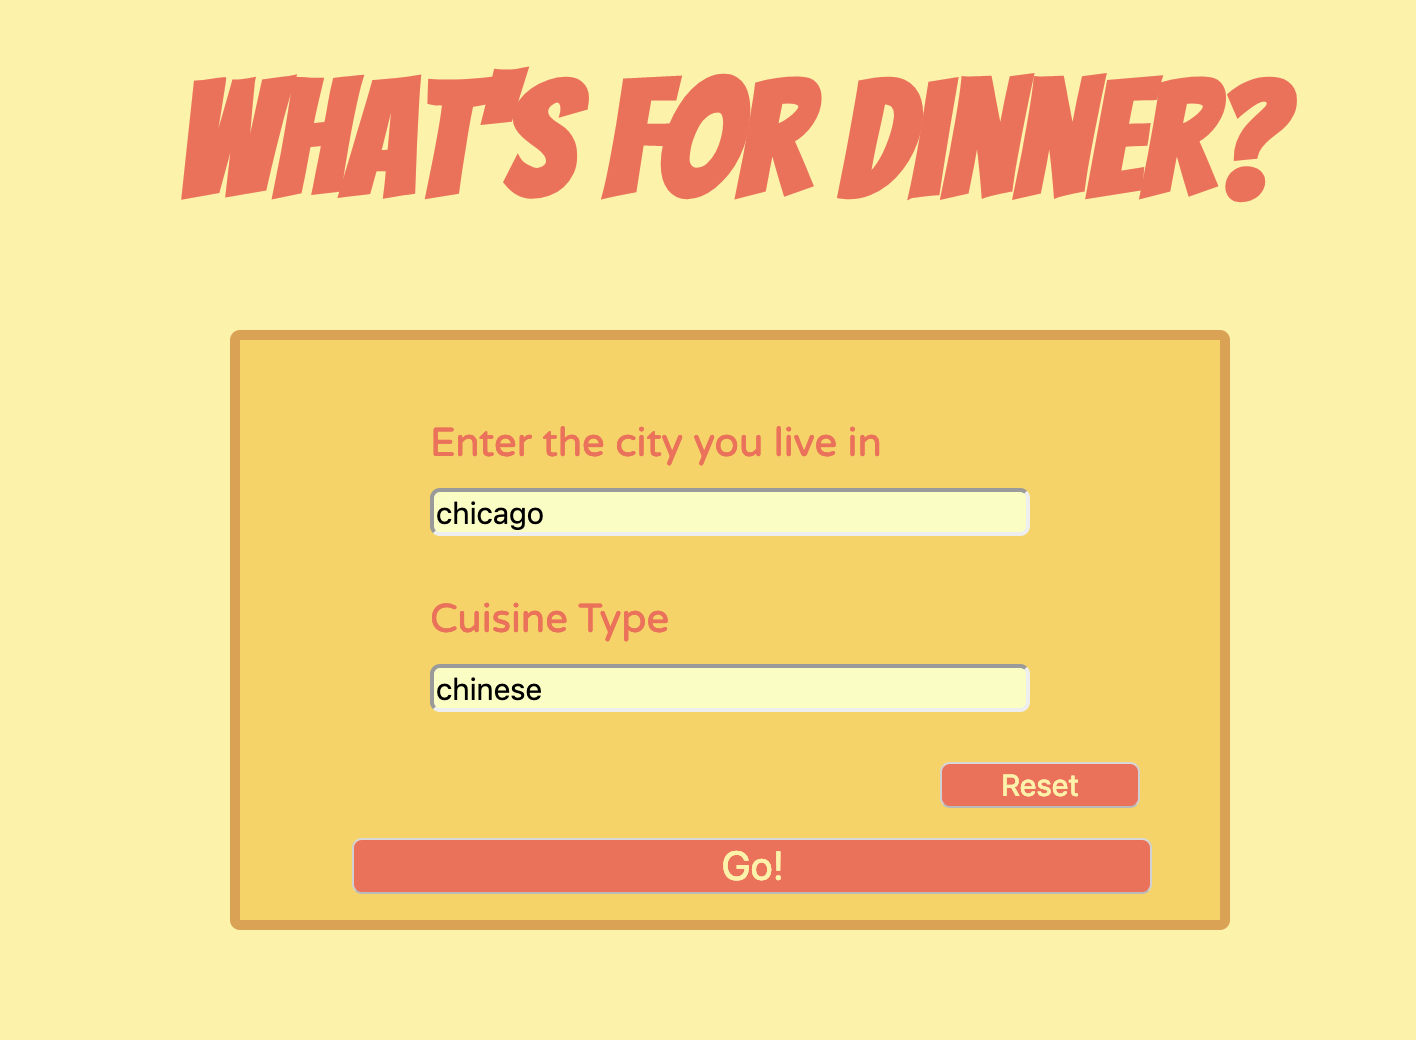 WHAT'S FOR DINNER?
Enter the city you live in
chicago
Cuisine Type
chinese
Reset
Go!